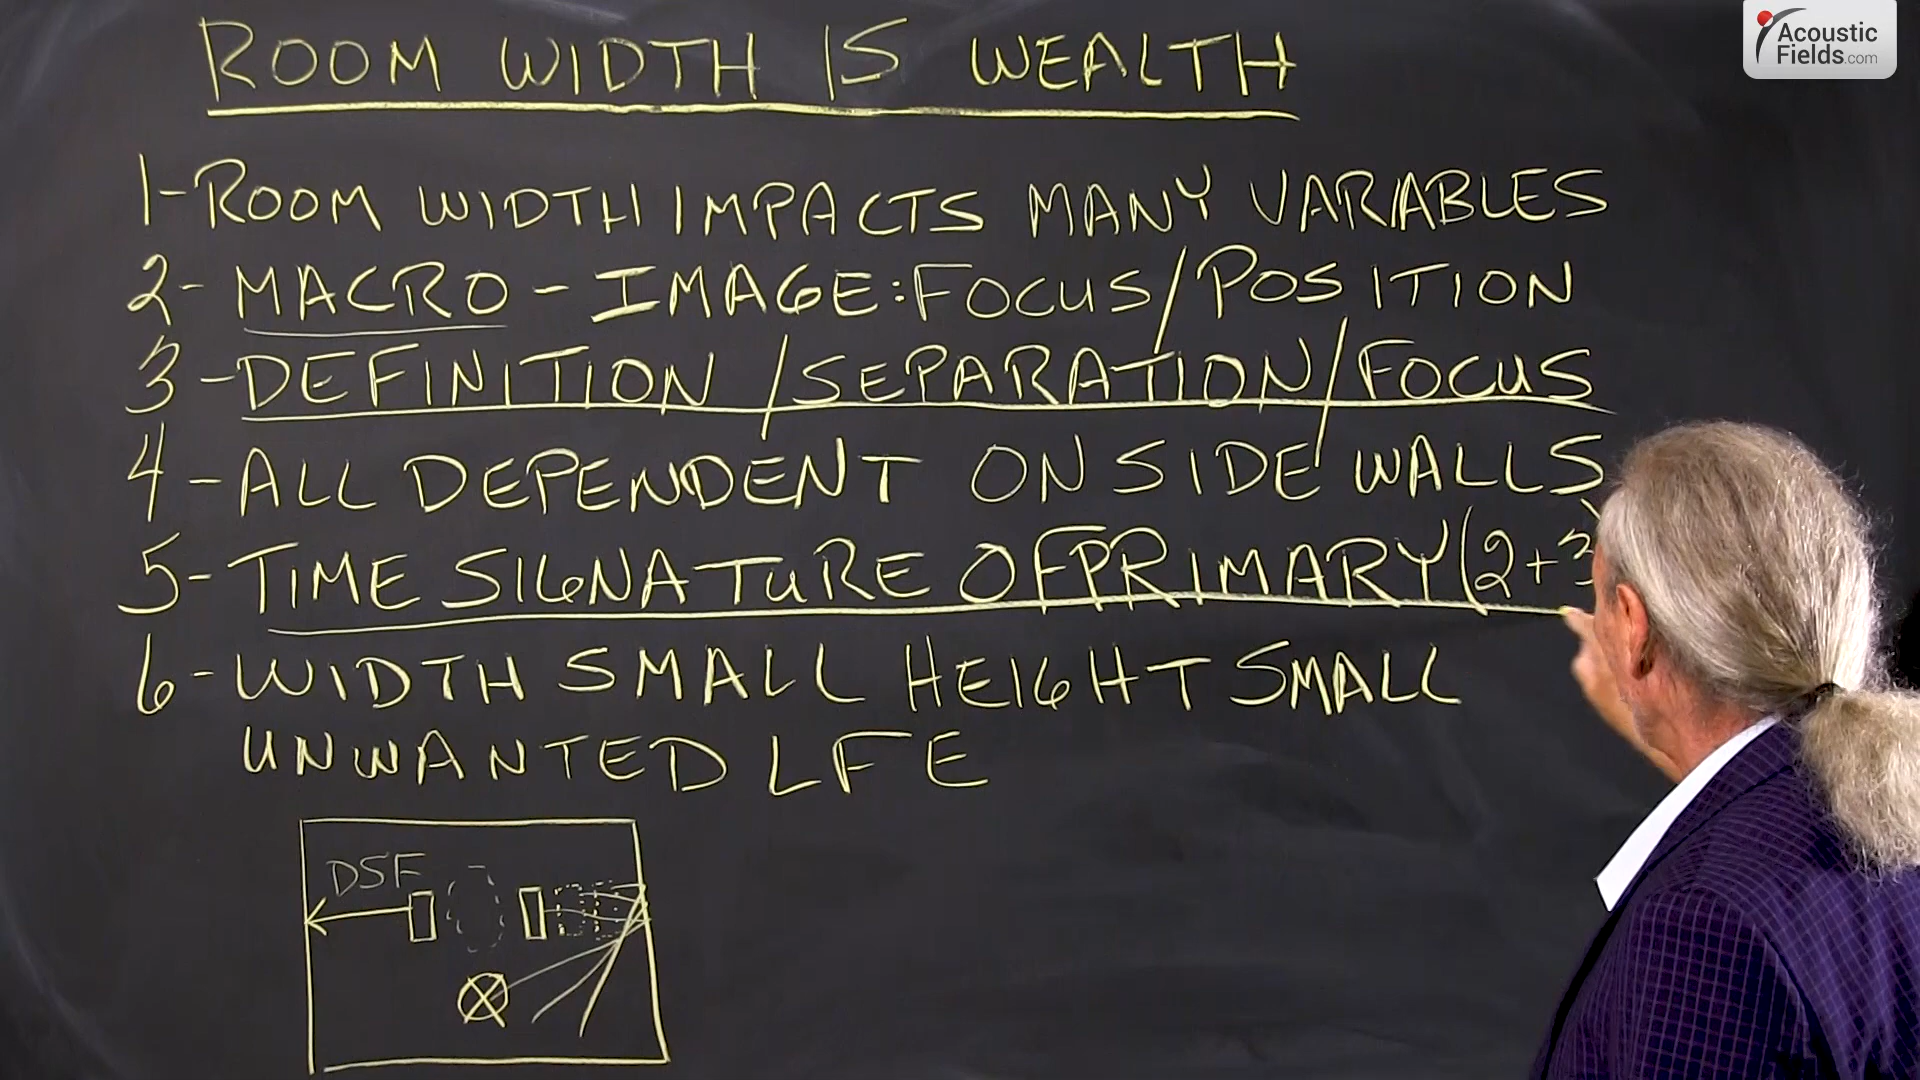 Acoustic
Fields.com
ROOM WIDTH IS WEALTH
1-ROOM WIDTH IMPACTS MANY VARIABLES
2- MACRO - IMAGE: FOCUS/POSITION
3-DEFINITION/SEPARATION/FOCUS
4-ALL DEPENDENT ON SIDE WALLS
5-TIME SIGNATURE OF PRIMARY (2+3)
6-WIDTH SMALL HEIGHT SMALL
UNWANTED LFE
DSF